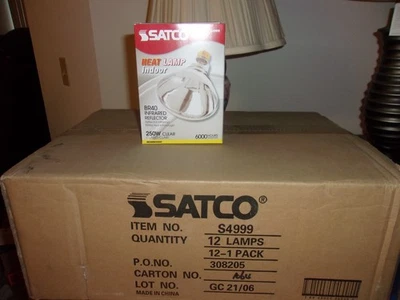 SATCO
HEAT LAMP
Indoor
BR40
INFRARED
REFLECTOR
250W CLEAR
6000
SATCO®
ITEM NO. S4999
QUANTITY 12 LAMPS
12-1 PACK
P.O.NO. 308205
CARTON NO.
LOT NO. GC 21/06
MADE IN CHINA